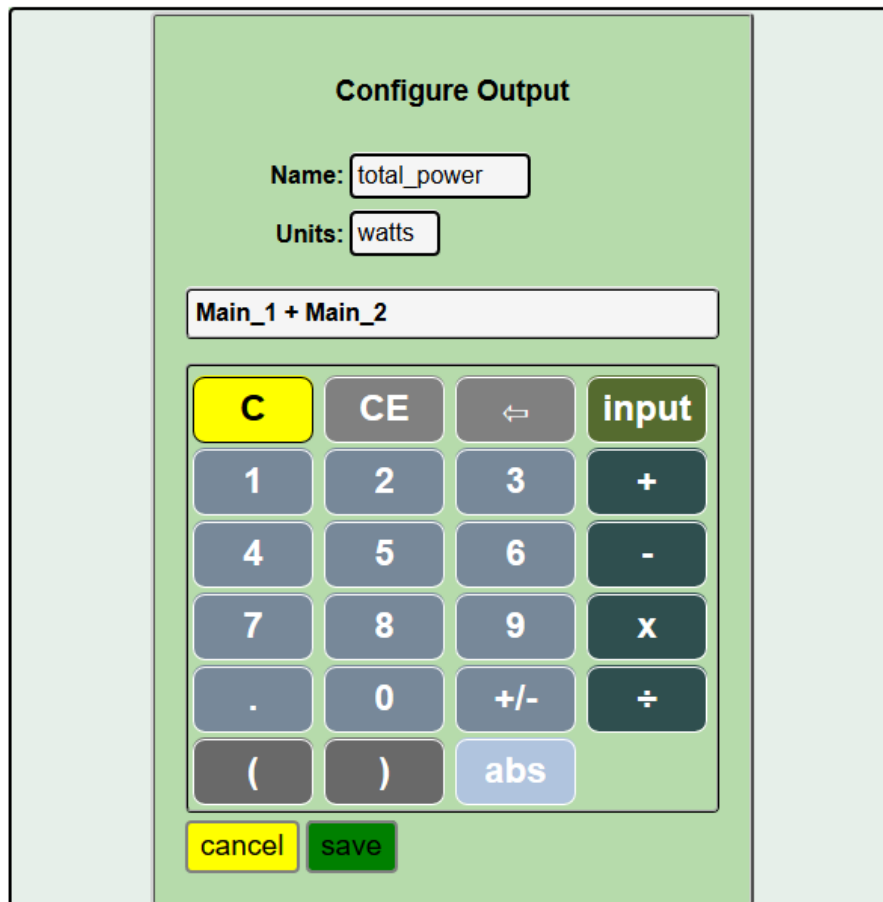 Configure Output
Name: total_power
Units: watts
Main_1 + Main_2
C CE ⇦ input
1 2 3 +
4 5 6 -
7 8 9 x
. 0 +/- ÷
( ) abs
cancel save